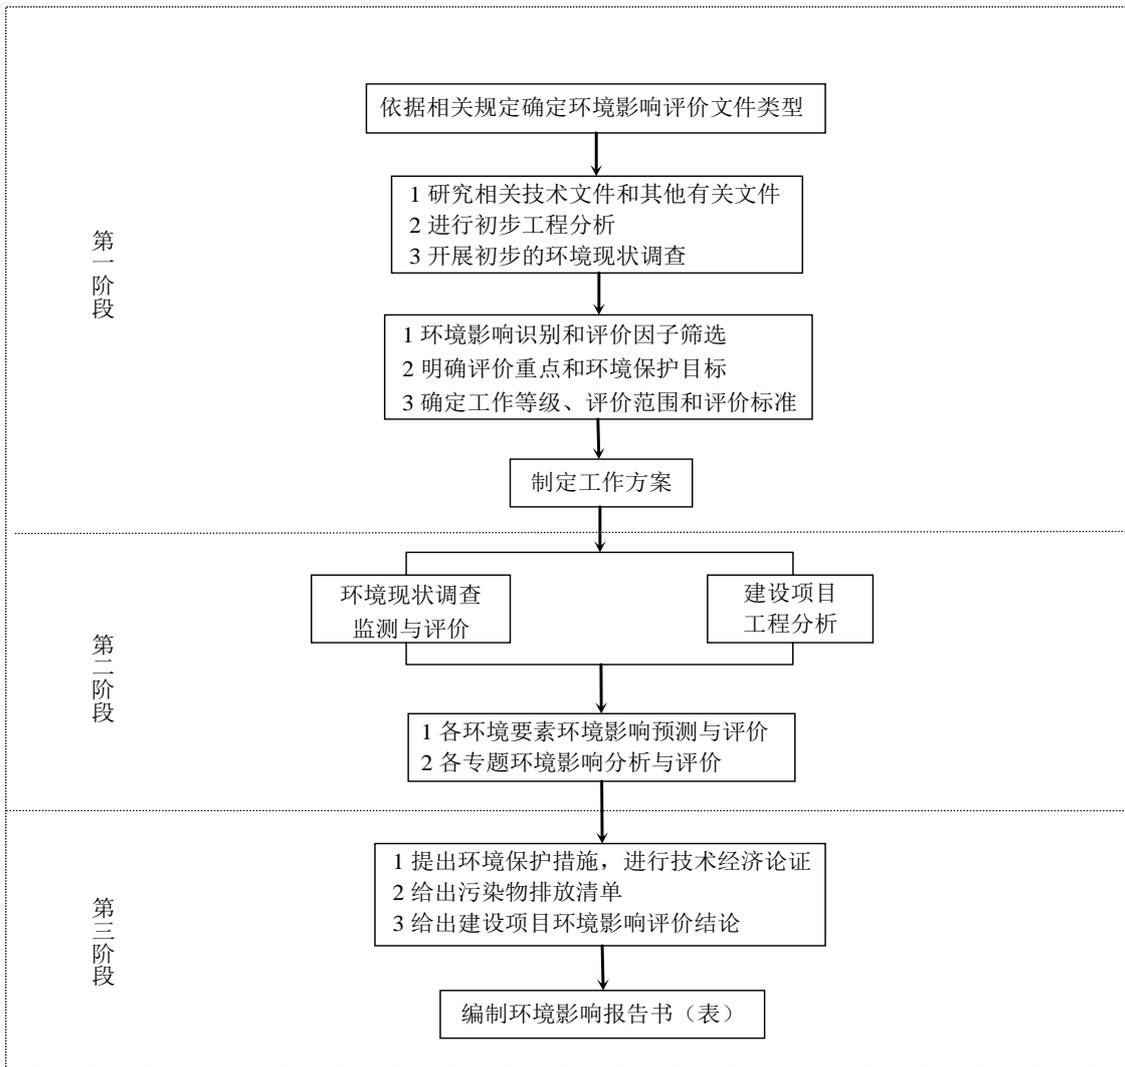 依据相关规定确定环境影响评价文件类型
1 研究相关技术文件和其他有关文件
2 进行初步工程分析
3 开展初步的环境现状调查
第一阶段
1 环境影响识别和评价因子筛选
2 明确评价重点和环境保护目标
3 确定工作等级、评价范围和评价标准
制定工作方案
环境现状调查
监测与评价
建设项目
工程分析
第二阶段
1 各环境要素环境影响预测与评价
2 各专题环境影响分析与评价
1 提出环境保护措施，进行技术经济论证
2 给出污染物排放清单
3 给出建设项目环境影响评价结论
第三阶段
编制环境影响报告书（表）